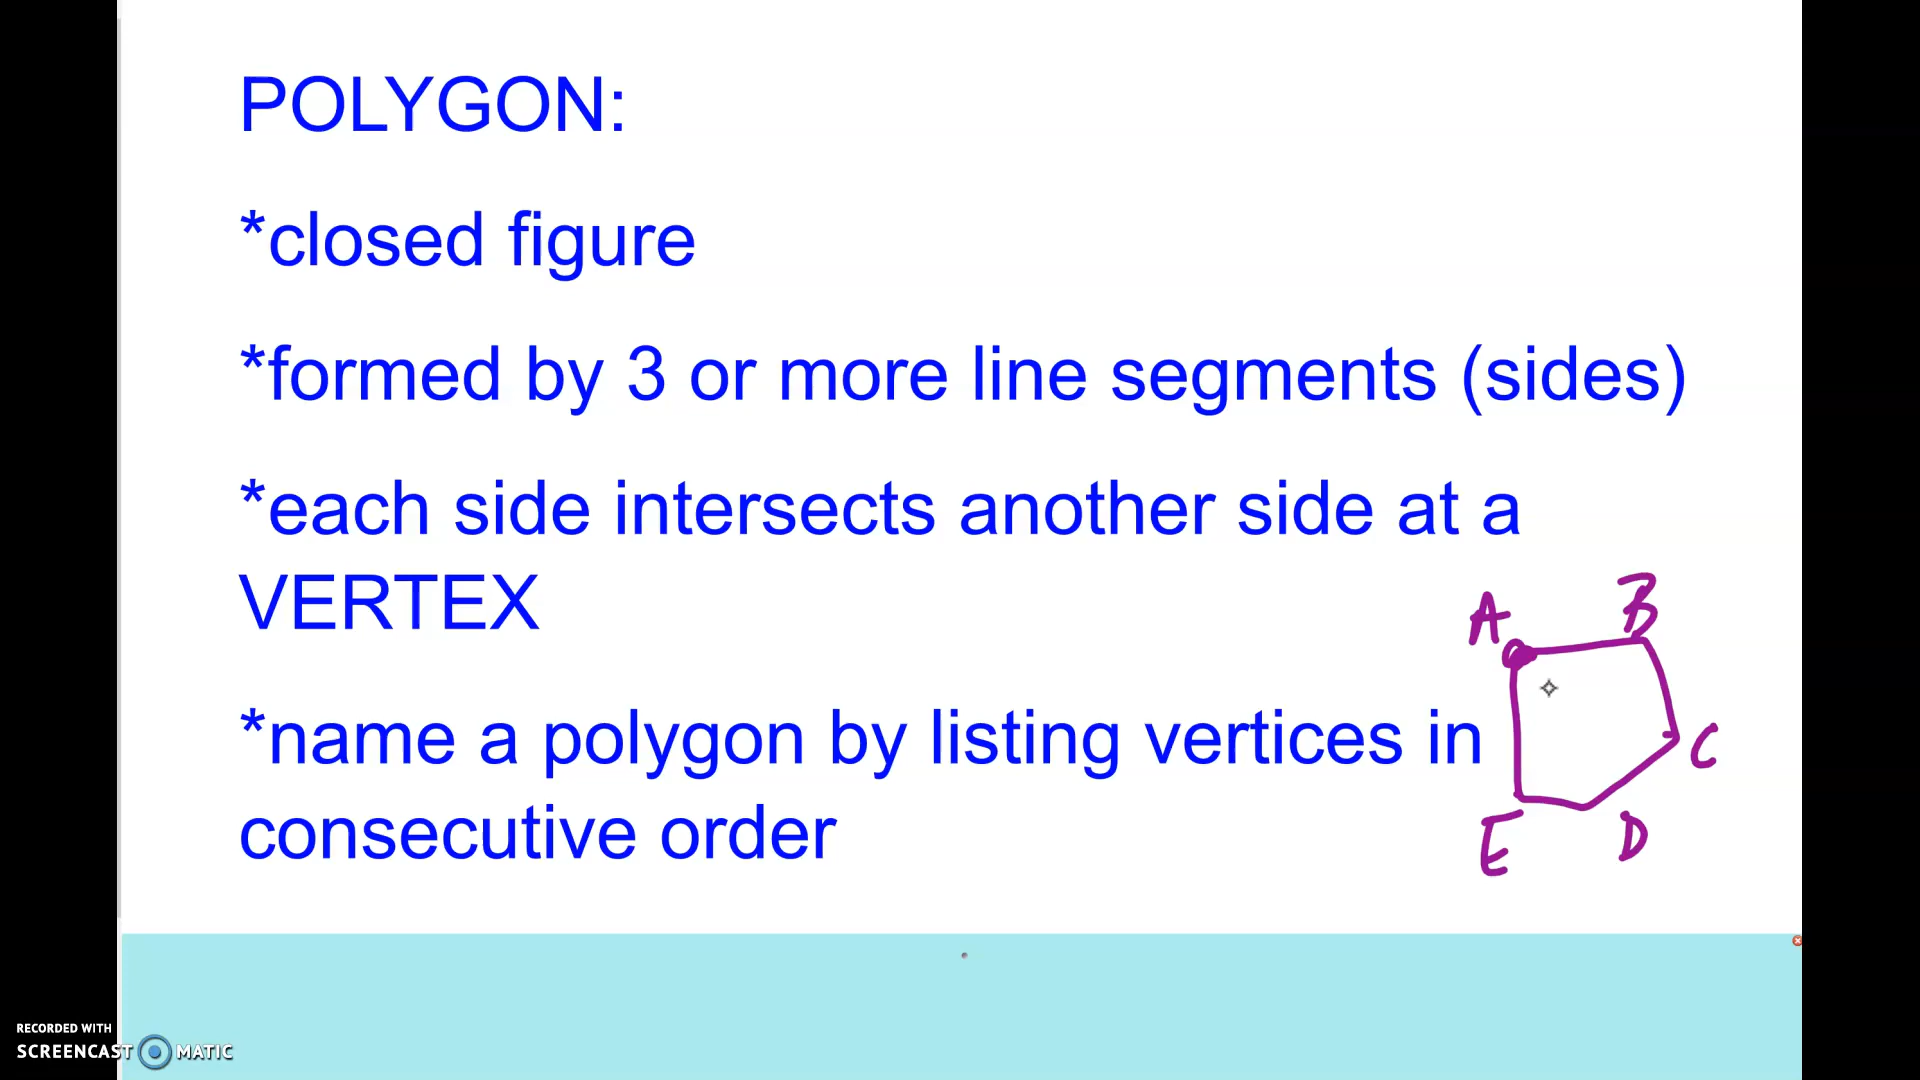 POLYGON:
*closed figure
*formed by 3 or more line segments (sides)
*each side intersects another side at a
VERTEX
*name a polygon by listing vertices in
consecutive order
A B
C
E D
RECORDED WITH
SCREENCAST MATIC